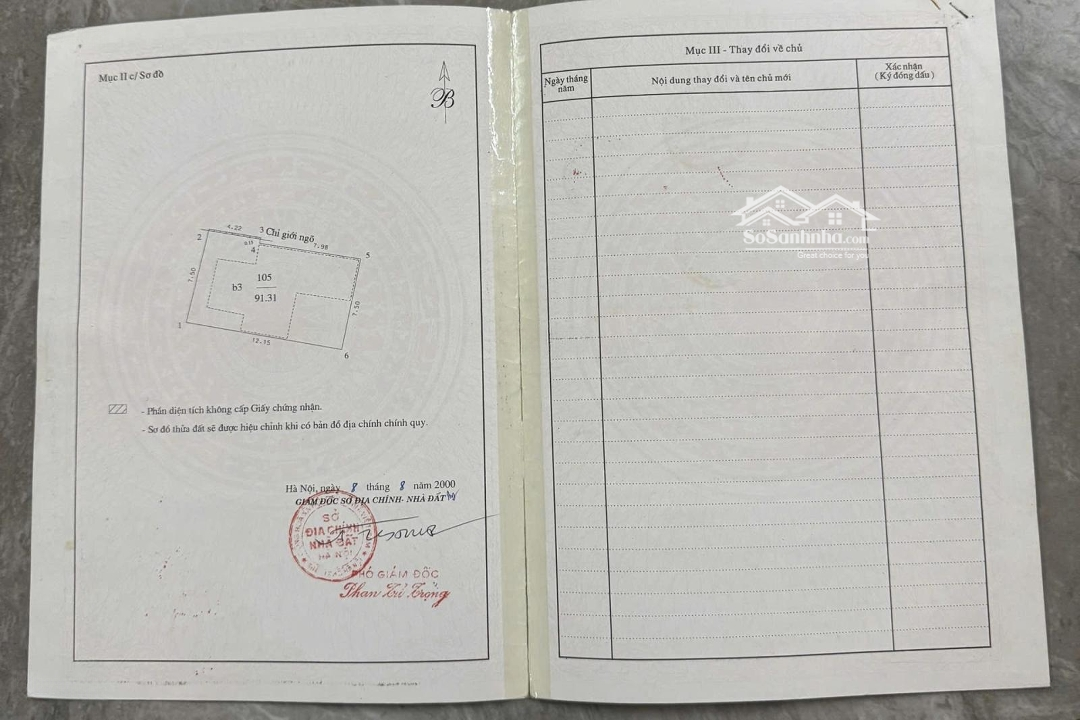 Mục II c/ Sơ đồ
B
2
4.22
3 Chỉ giới ngõ
7.98
5
4
7.50
b3
105
91.31
7.50
1
12.15
6
- Phần diện tích không cấp Giấy chứng nhận.
- Sơ đồ thửa đất sẽ được hiệu chỉnh khi có bản đồ địa chính chính quy.
Hà Nội, ngày 8 tháng 8 năm 2000
GIÁM ĐỐC SỞ ĐỊA CHÍNH- NHÀ ĐẤT
SỞ
ĐỊA CHÍNH
NHÀ ĐẤT
HÀ NỘI
PHÓ GIÁM ĐỐC
Phan Tử Trọng
Mục III - Thay đổi về chủ
Ngày tháng
năm
Nội dung thay đổi và tên chủ mới
Xác nhận
( Ký đóng dấu )
SoSanhnha.com
Great choice for you